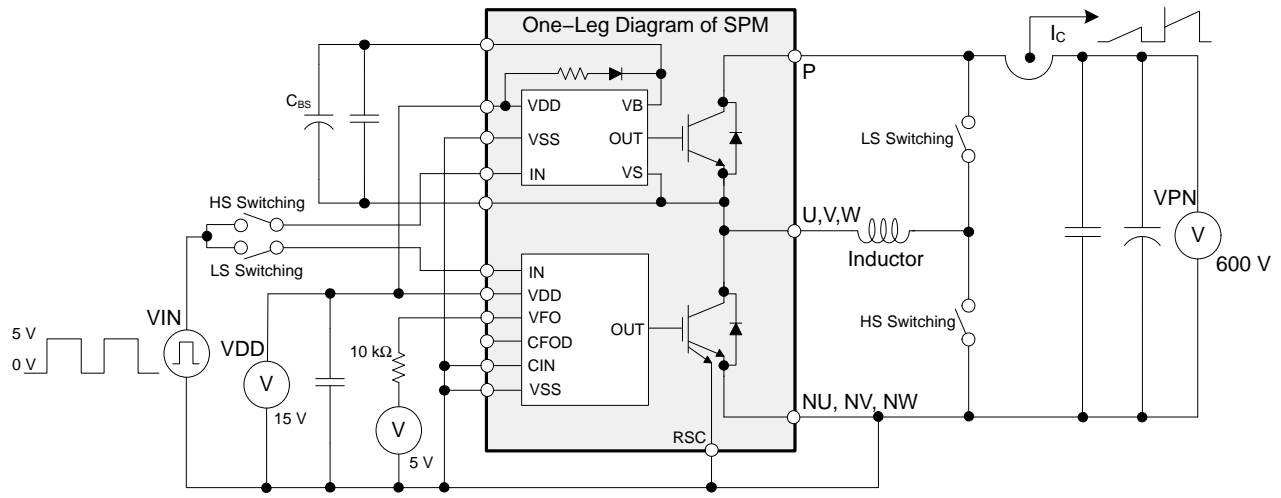 One–Leg Diagram of SPM
IC
P
CBS
VDD
VB
VSS
OUT
IN
VS
LS Switching
HS Switching
LS Switching
U,V,W
Inductor
VPN
V
600 V
IN
VDD
VFO
CFOD
CIN
VSS
OUT
HS Switching
VIN
5 V
0 V
VDD
V
15 V
10 kΩ
V
5 V
NU, NV, NW
RSC